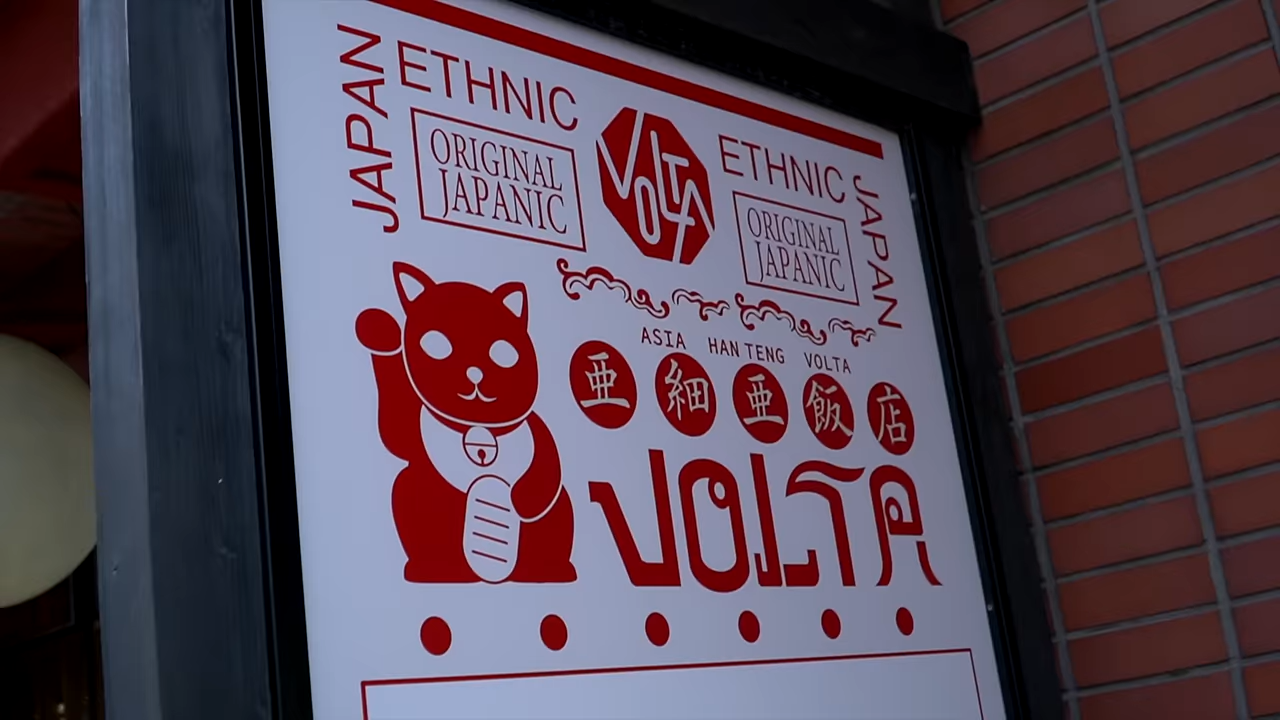 JAPAN
ETHNIC
ORIGINAL
JAPANIC
VOLTA
ETHNIC
ORIGINAL
JAPANIC
JAPAN
ASIA HAN TENG VOLTA
亜細亜飯店
VOLTA